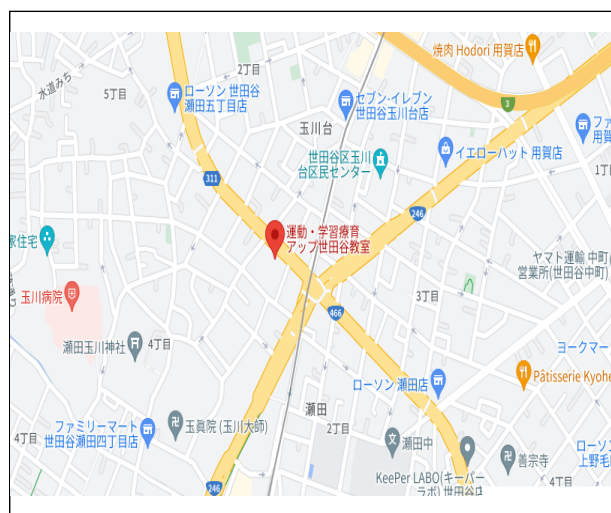 焼肉 Hodori 用賀店
水道みち
2丁目
5丁目
ローソン 世田谷
瀬田五丁目店
セブン-イレブン
世田谷玉川台店
3
玉川台
ファ
用賀
世田谷区玉川
台区民センター
イエローハット 用賀店
1丁
311
246
運動・学習療育
アップ世田谷教室
家住宅
ヤマト運輸 中町(
営業所(世田谷中町)
玉川病院
3丁目
466
瀬田玉川神社
4丁目
ヨークマー
ローソン 瀬田店
Pâtisserie Kyohe
瀬田
ファミリーマート
世田谷瀬田四丁目店
玉眞院 (玉川大師)
2丁目
4丁目
瀬田中
善宗寺
ローソン
上野毛
KeePer LABO(キーパー
ラボ) 世田谷店
4丁目
246